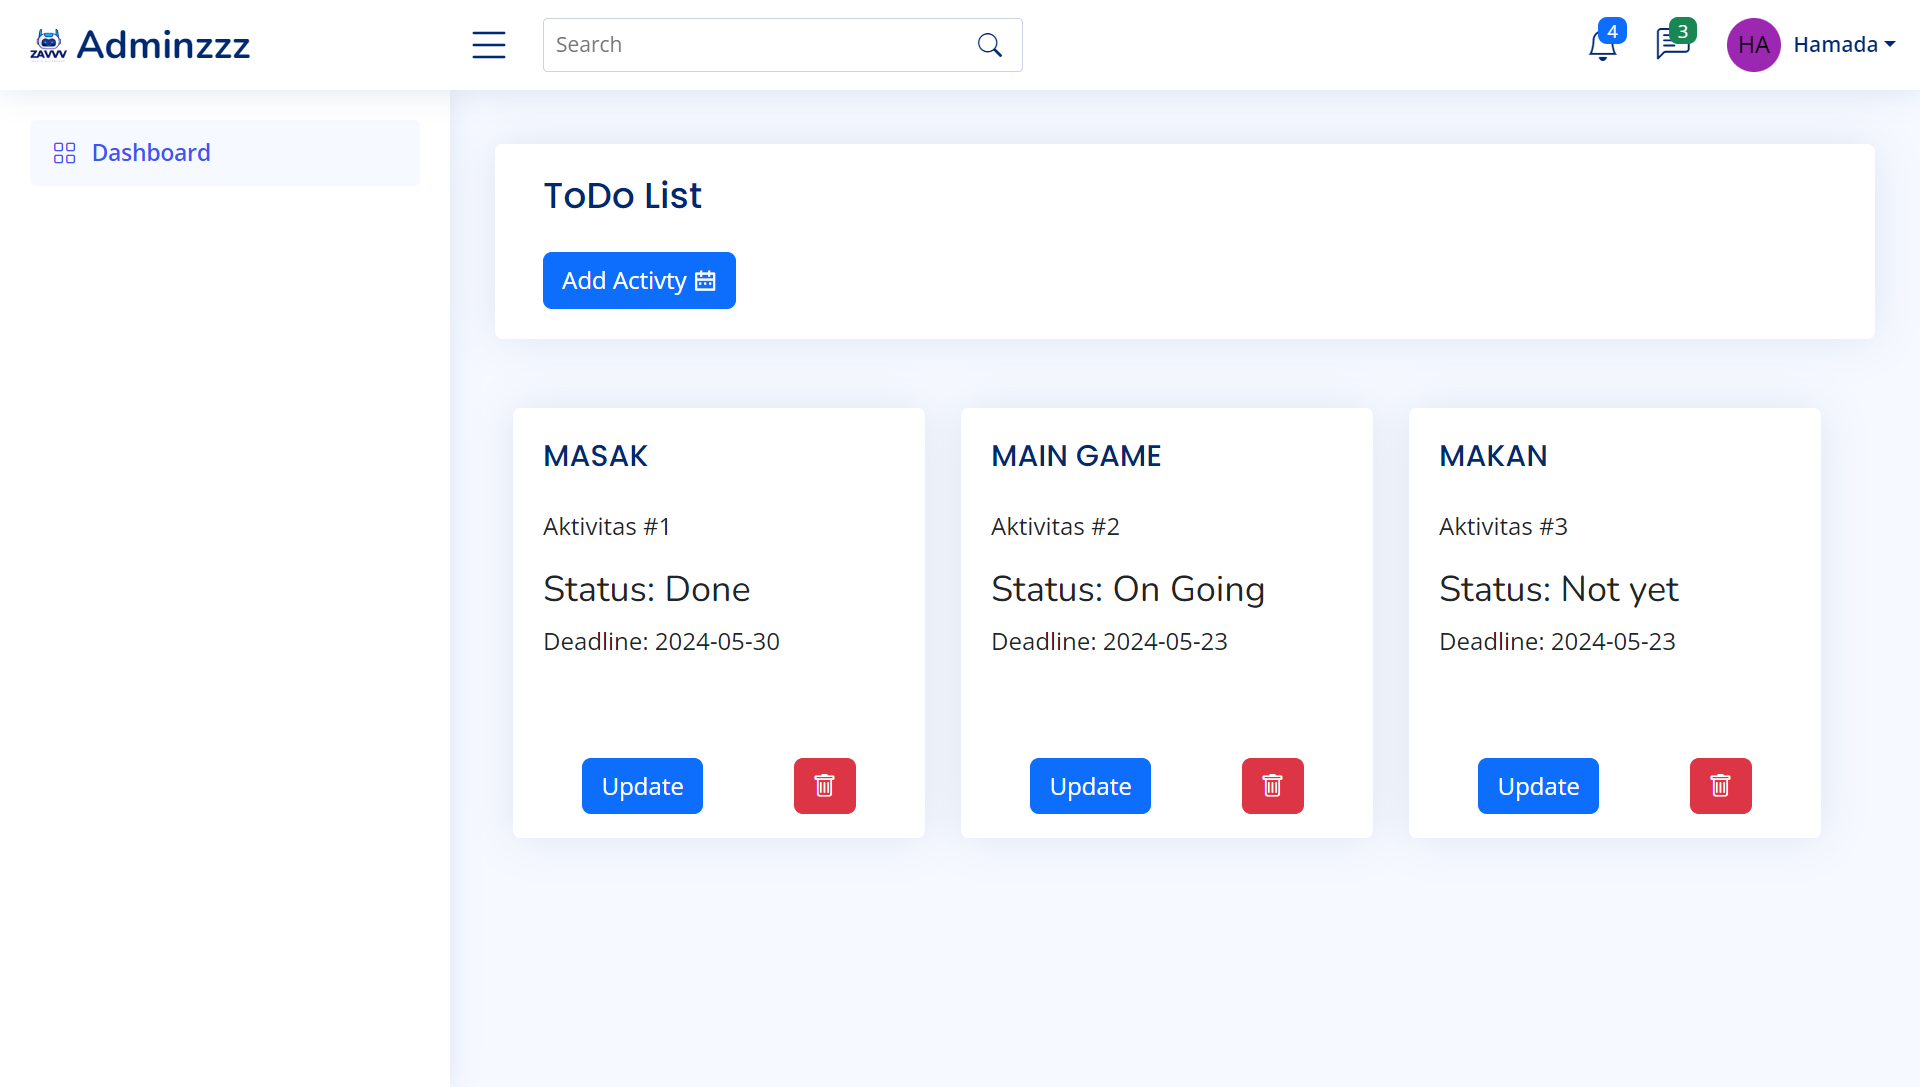 ZAVVV Adminzzz
Search
4
3
HA Hamada
Dashboard
ToDo List
Add Activty
MASAK
Aktivitas #1
Status: Done
Deadline: 2024-05-30
Update
MAIN GAME
Aktivitas #2
Status: On Going
Deadline: 2024-05-23
Update
MAKAN
Aktivitas #3
Status: Not yet
Deadline: 2024-05-23
Update